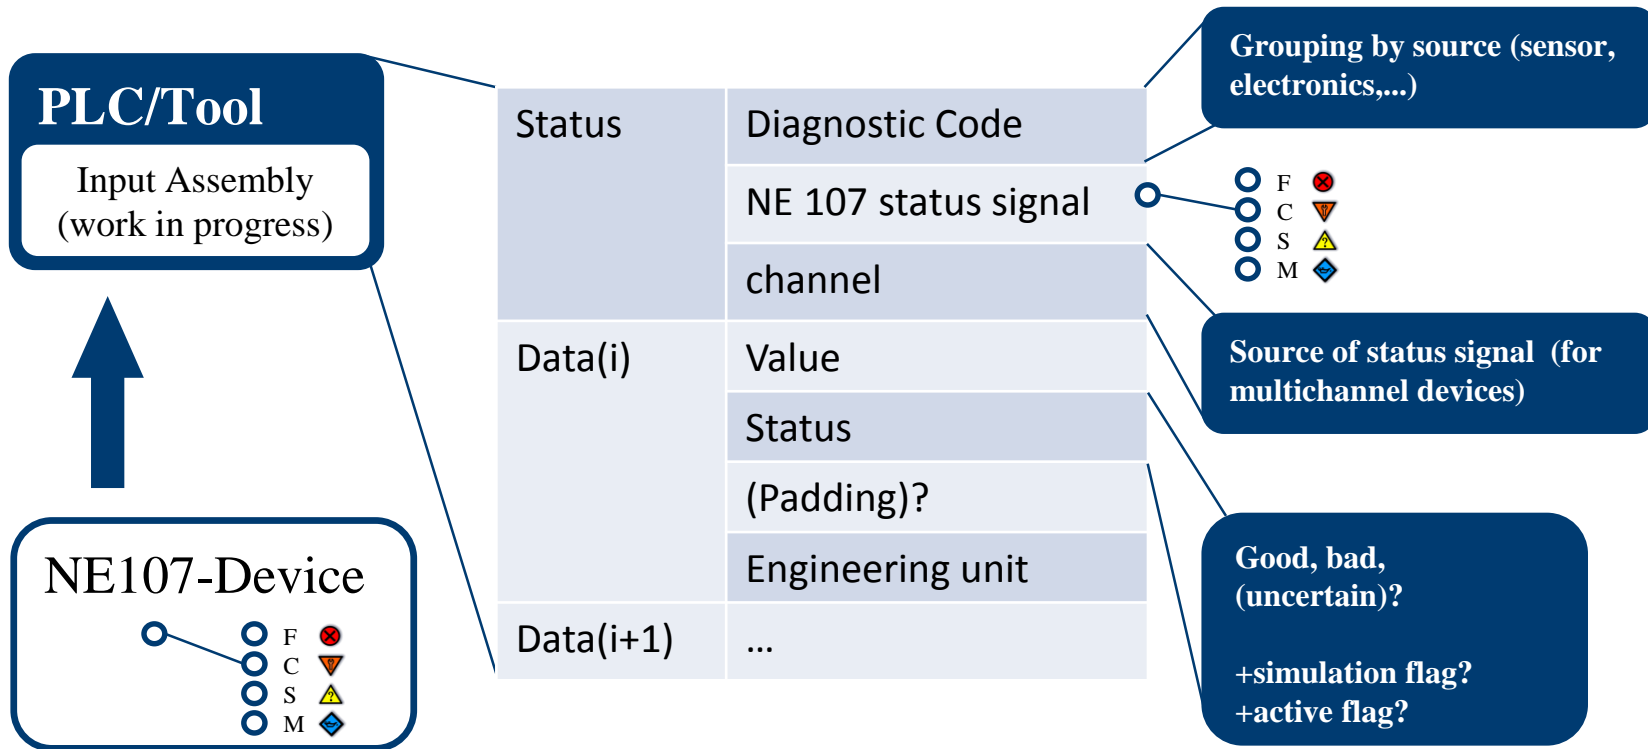 PLC/Tool
Input Assembly
(work in progress)
NE107-Device
F
C
S
M
Status
Diagnostic Code
NE 107 status signal
channel
Data(i)
Value
Status
(Padding)?
Engineering unit
Data(i+1)
...
Grouping by source (sensor,
electronics,...)
F
C
S
M
Source of status signal (for
multichannel devices)
Good, bad,
(uncertain)?
+simulation flag?
+active flag?